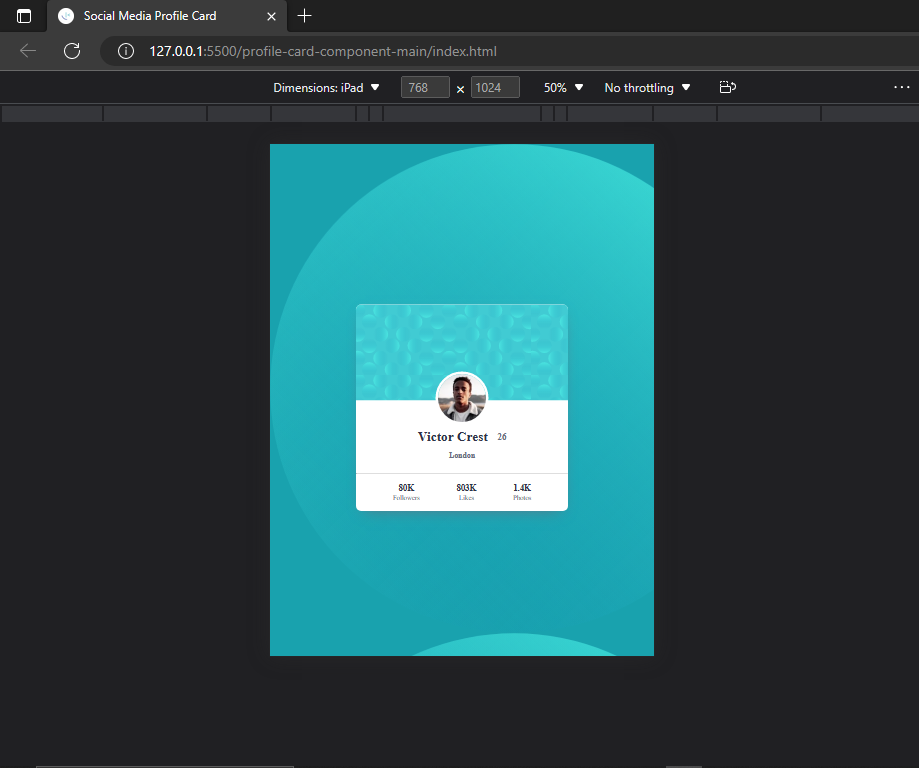 Social Media Profile Card
127.0.0.1:5500/profile-card-component-main/index.html
Dimensions: iPad 768 × 1024 50% No throttling
Victor Crest 26
London
80K 803K 1.4K
Followers Likes Photos